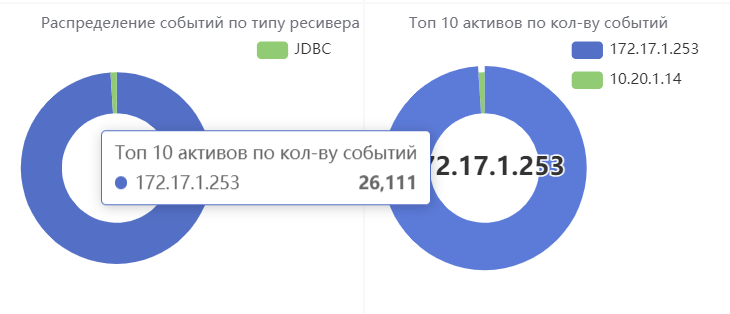 Распределение событий по типу ресивера
JDBC
Топ 10 активов по кол-ву событий
172.17.1.253
10.20.1.14
Топ 10 активов по кол-ву событий
172.17.1.253 26,111
72.17.1.253